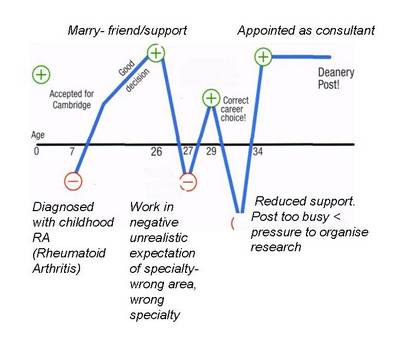 Marry- friend/support
Appointed as consultant
Good
decision
Accepted for
Cambridge
Correct
career
choice!
Deanery
Post!
Age
0 7 26 27 29 34
Diagnosed
with childhood
RA
(Rheumatoid
Arthritis)
Work in
negative
unrealistic
expectation
of specialty-
wrong area,
wrong
specialty
Reduced support.
Post too busy <
pressure to organise
research